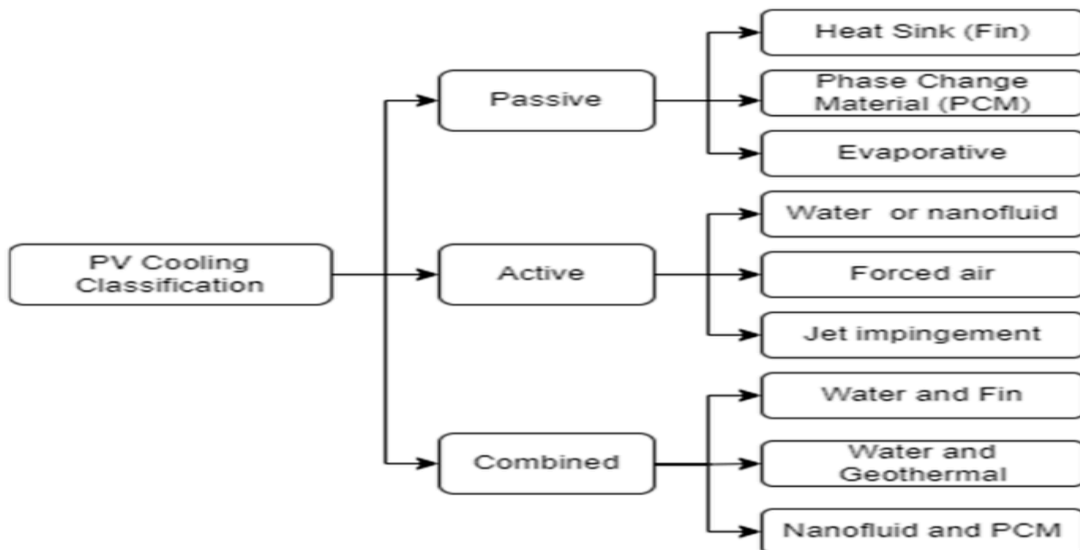 Heat Sink (Fin)
Passive
Phase Change
Material (PCM)
Evaporative
Water or nanofluid
PV Cooling
Classification
Active
Forced air
Jet impingement
Water and Fin
Combined
Water and
Geothermal
Nanofluid and PCM